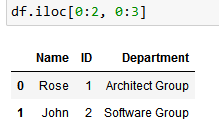 df.iloc[0:2, 0:3]
Name ID Department
0 Rose 1 Architect Group
1 John 2 Software Group